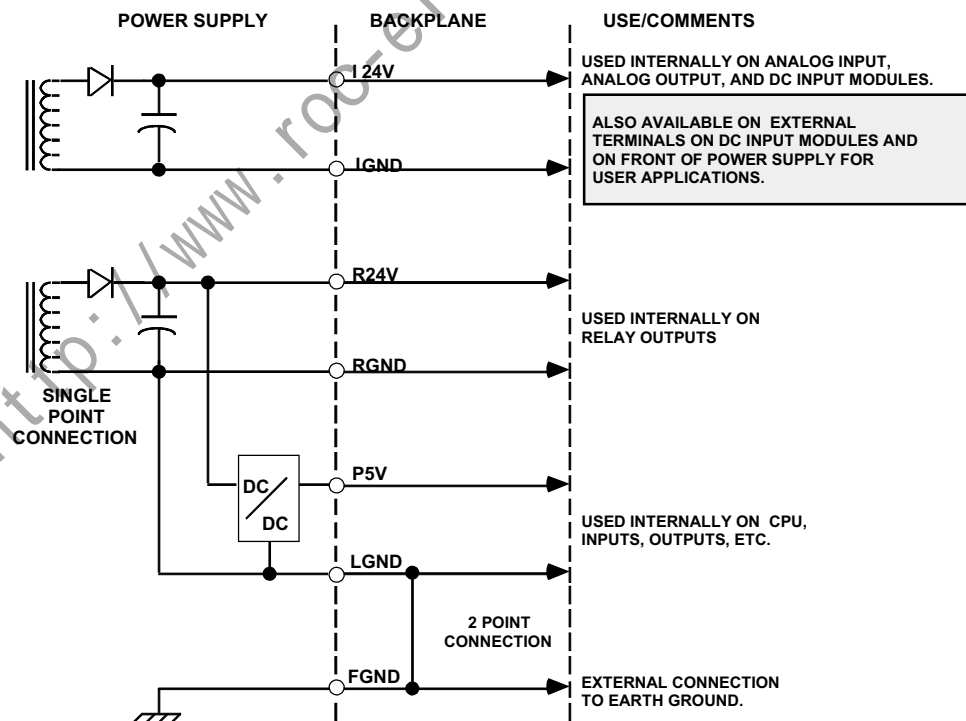 POWER SUPPLY
BACKPLANE
USE/COMMENTS
I 24V
USED INTERNALLY ON ANALOG INPUT,
ANALOG OUTPUT, AND DC INPUT MODULES.
ALSO AVAILABLE ON EXTERNAL
TERMINALS ON DC INPUT MODULES AND
ON FRONT OF POWER SUPPLY FOR
USER APPLICATIONS.
IGND
R24V
USED INTERNALLY ON
RELAY OUTPUTS
RGND
SINGLE
POINT
CONNECTION
P5V
DC
DC
USED INTERNALLY ON CPU,
INPUTS, OUTPUTS, ETC.
LGND
2 POINT
CONNECTION
FGND
EXTERNAL CONNECTION
TO EARTH GROUND.